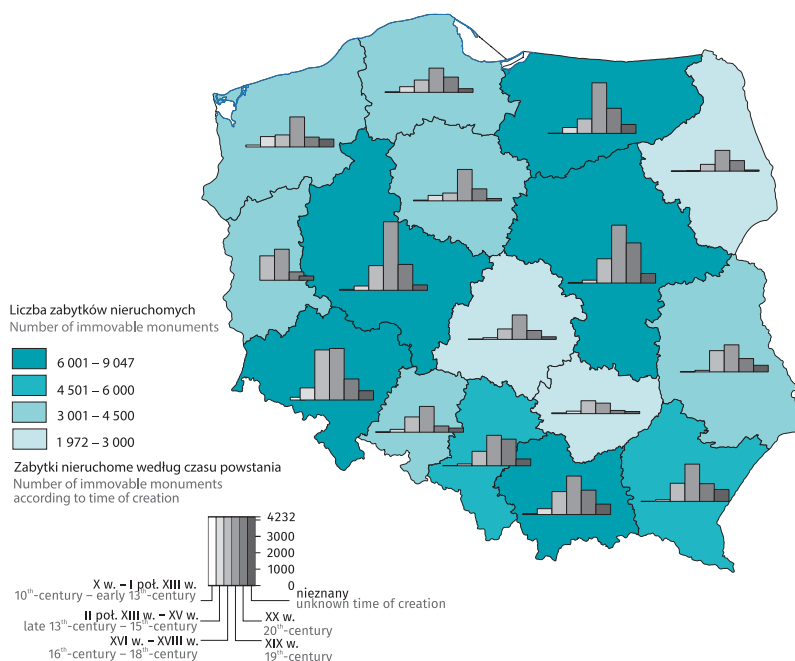 Liczba zabytków nieruchomych
Number of immovable monuments
6 001 – 9 047
4 501 – 6 000
3 001 – 4 500
1 972 – 3 000
Zabytki nieruchome według czasu powstania
Number of immovable monuments
according to time of creation
4232
3000
2000
1000
0
X w. – I poł. XIII w.
10th-century – early 13th-century
II poł. XIII w. – XV w.
late 13th-century – 15th-century
XVI w. – XVIII w.
16th-century – 18th-century
nieznany
unknown time of creation
XX w.
20th-century
XIX w.
19th-century